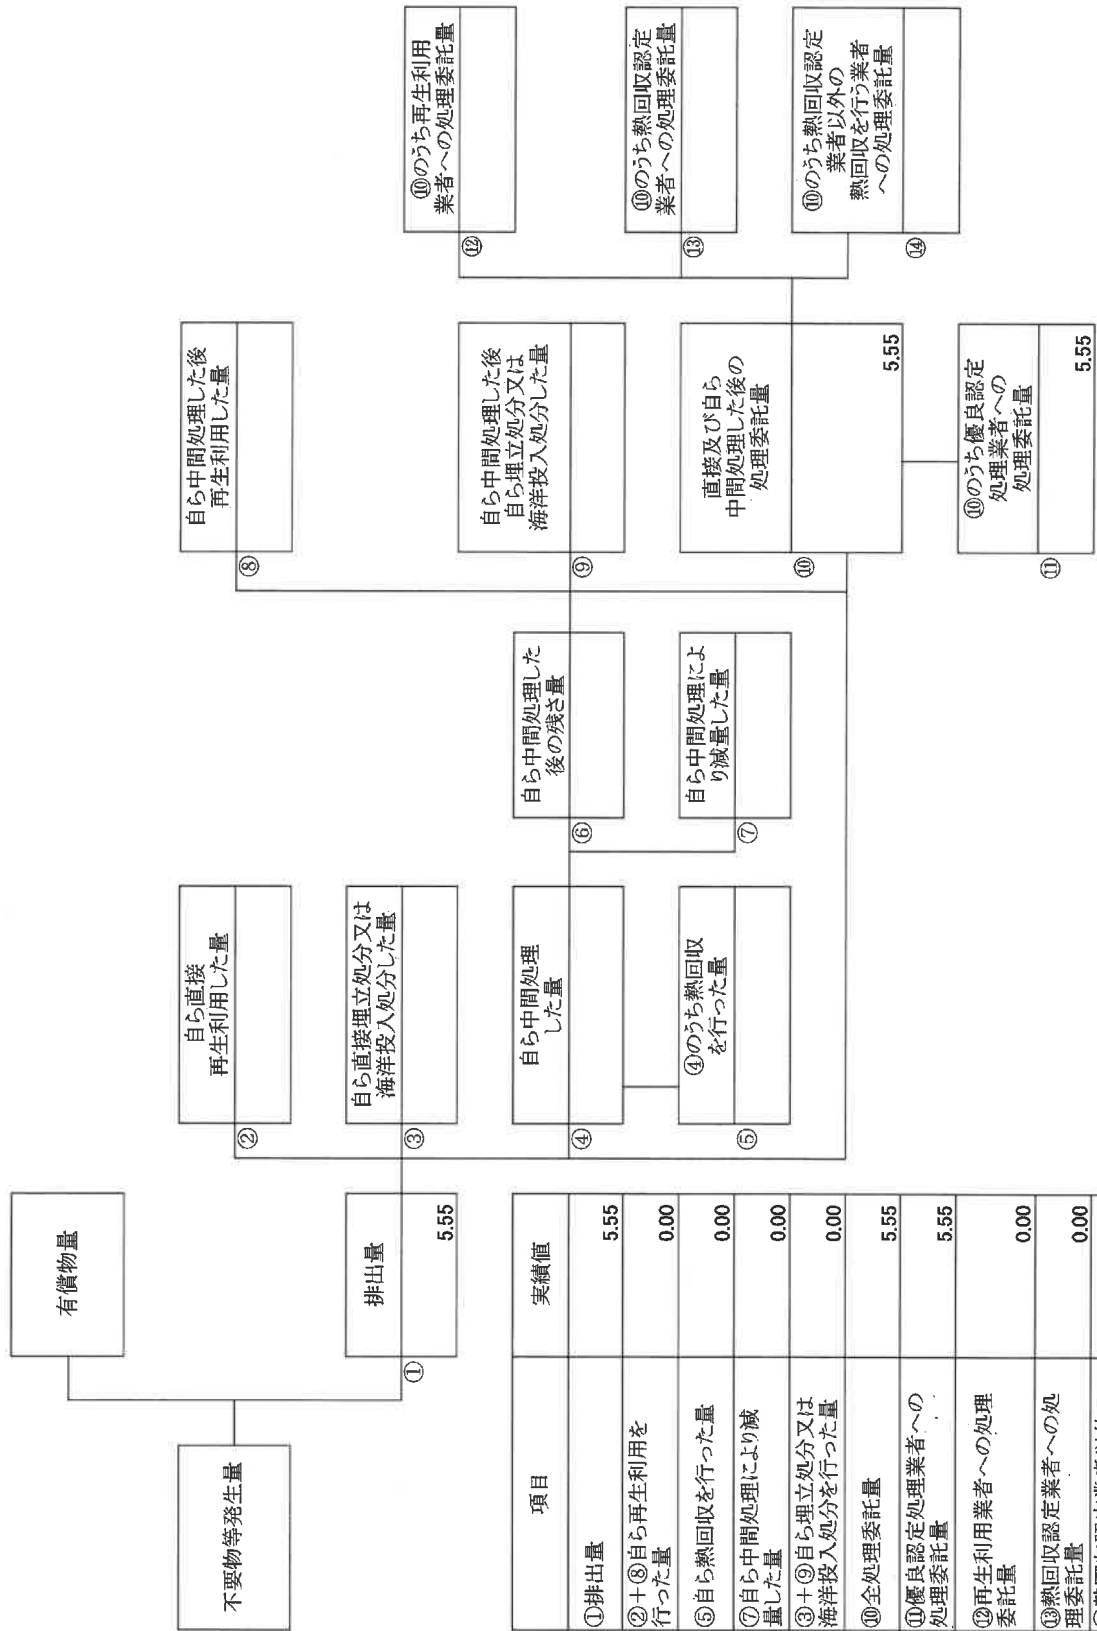 有償物量
不要物等発生量
排出量
①
5.55
自ら直接
再生利用した量
②
自ら直接埋立処分又は
海洋投入処分した量
③
自ら中間処理
した量
④
④のうち熱回収
を行った量
⑤
自ら中間処理した
後の残さ量
⑥
自ら中間処理によ
り減量した量
⑦
自ら中間処理した後
再生利用した量
⑧
自ら中間処理した後
自ら埋立処分又は
海洋投入処分した量
⑨
直接及び自ら
中間処理した後の
処理委託量
⑩
5.55
⑩のうち優良認定
処理業者への
処理委託量
⑪
5.55
⑩のうち再生利用
業者への処理委託量
⑫
⑩のうち熱回収認定
業者への処理委託量
⑬
⑩のうち熱回収認定
業者以外の
熱回収を行う業者
への処理委託量
⑭
項目
実績値
①排出量
5.55
②+⑧自ら再生利用を
行った量
0.00
⑤自ら熱回収を行った量
0.00
⑦自ら中間処理により減
量した量
0.00
③+⑨自ら埋立処分又は
海洋投入処分を行った量
0.00
⑩全処理委託量
5.55
⑪優良認定処理業者への
処理委託量
5.55
⑫再生利用業者への処理
委託量
0.00
⑬熱回収認定業者への処
理委託量
0.00